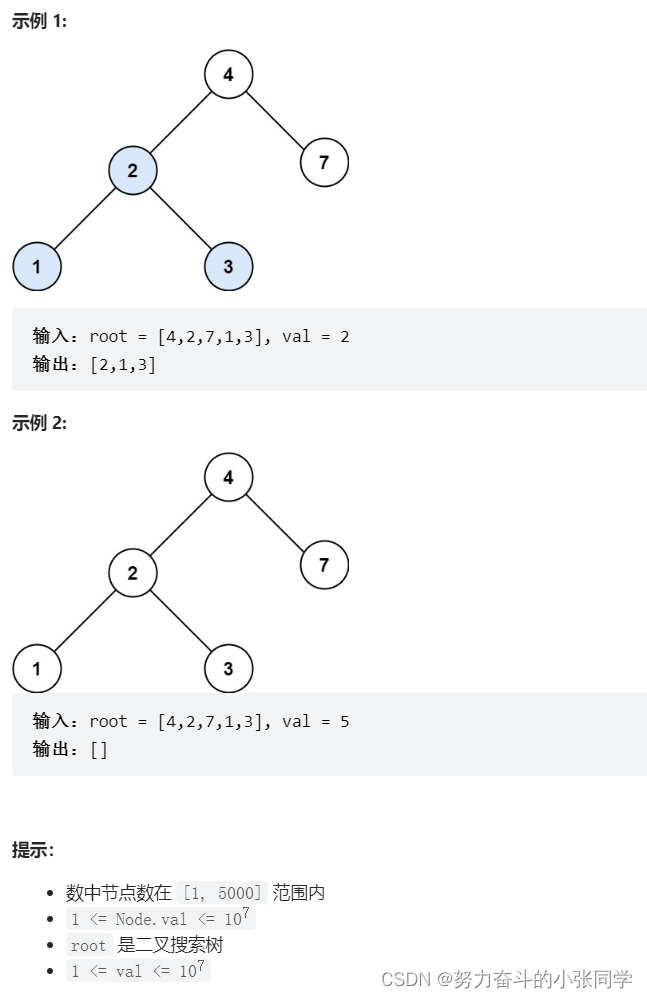 示例 1:
4
2
7
1
3
输入：root = [4,2,7,1,3], val = 2
输出：[2,1,3]
示例 2:
4
2
7
1
3
输入：root = [4,2,7,1,3], val = 5
输出：[]
提示：
• 数中节点数在 [1, 5000] 范围内
• 1 <= Node.val <= 10⁷
• root 是二叉搜索树
• 1 <= val <= 10⁷
CSDN @努力奋斗的小张同学